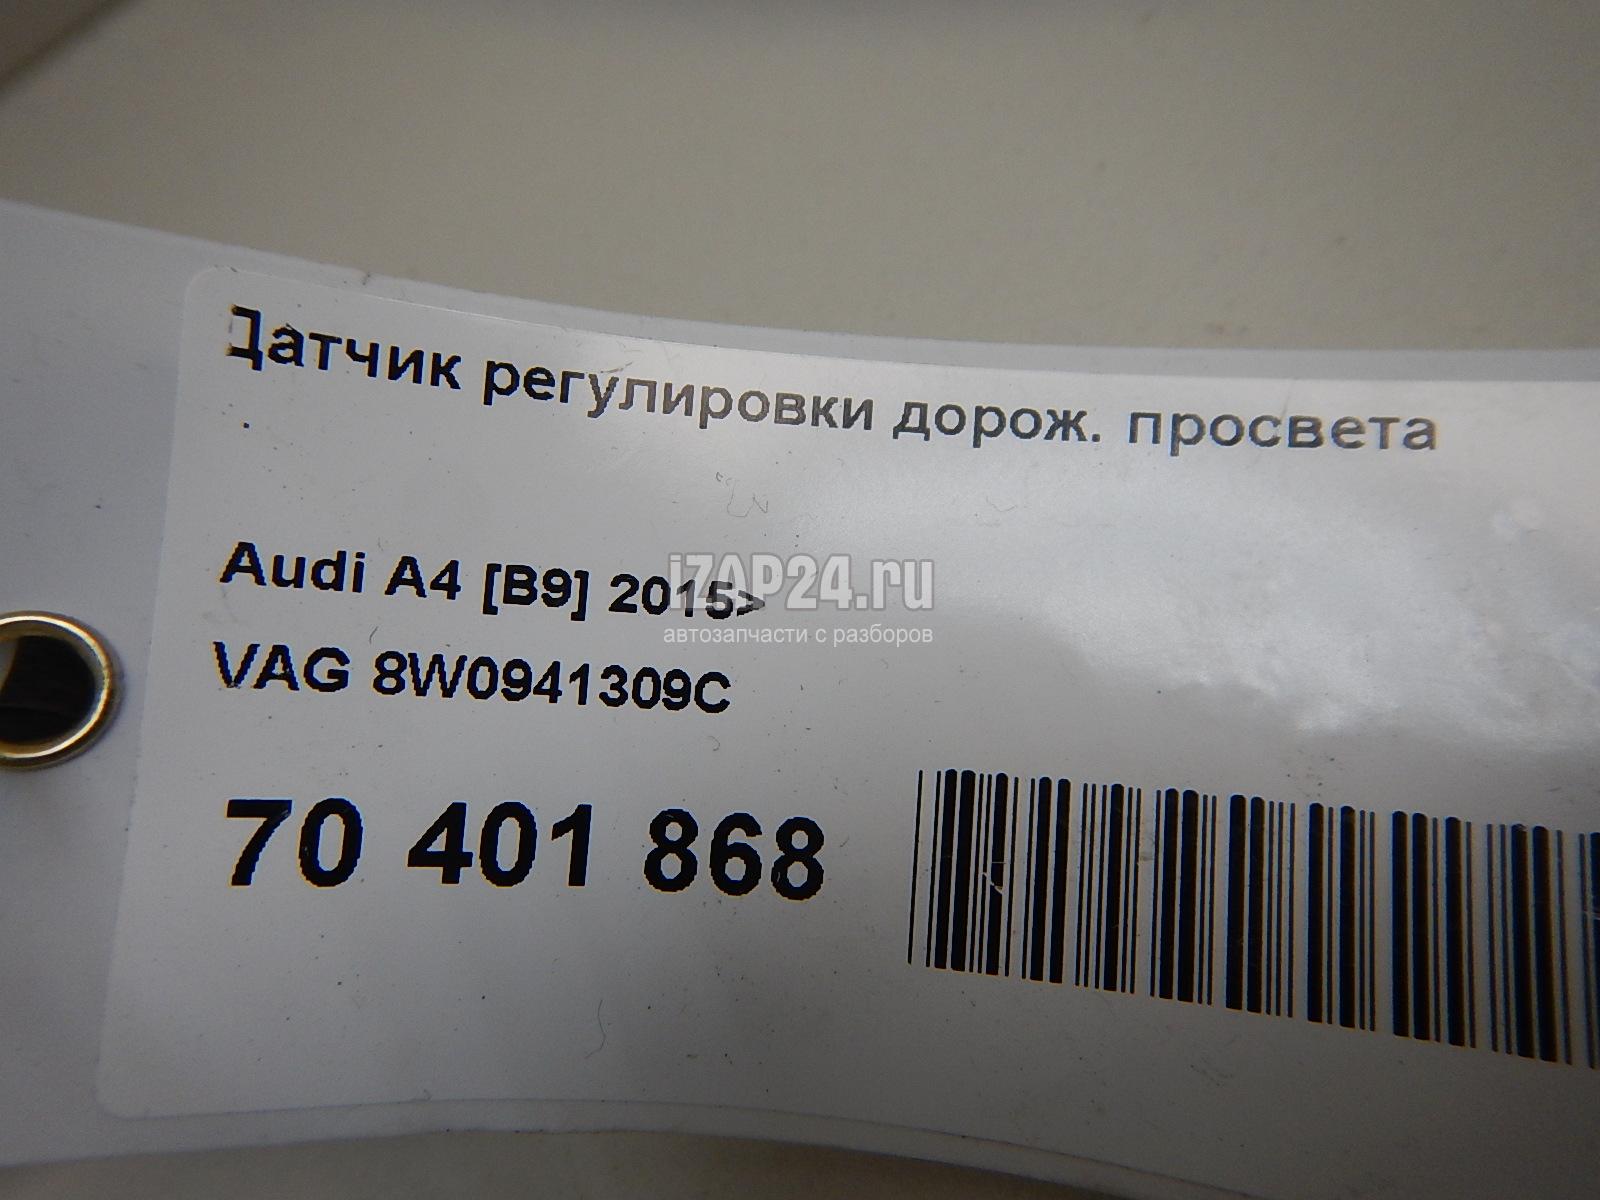 Датчик регулировки дорож. просвета
Audi A4 [B9] 2015>
iZAP24.ru
автозапчасти с разборов
VAG 8W0941309C
70 401 868